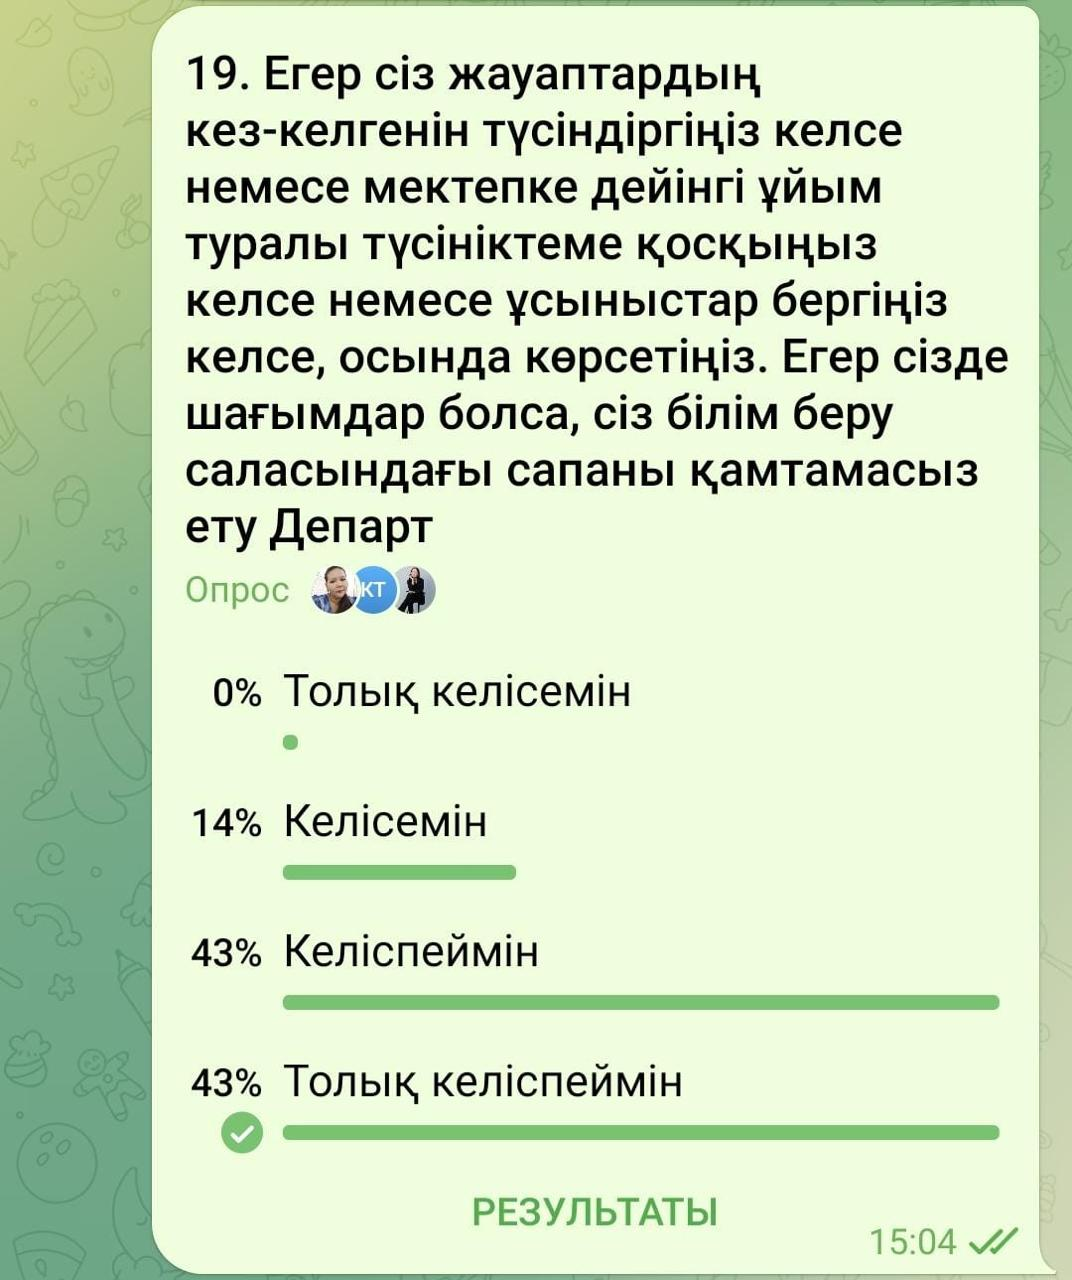 19. Егер сіз жауаптардың
кез-келгенін түсіндіргіңіз келсе
немесе мектепке дейінгі ұйым
туралы түсініктеме қосқыңыз
келсе немесе ұсыныстар бергіңіз
келсе, осында көрсетіңіз. Егер сізде
шағымдар болса, сіз білім беру
саласындағы сапаны қамтамасыз
ету Департ
Опрос КТ
0% Толық келісемін
14% Келісемін
43% Келіспеймін
43% Толық келіспеймін
РЕЗУЛЬТАТЫ
15:04